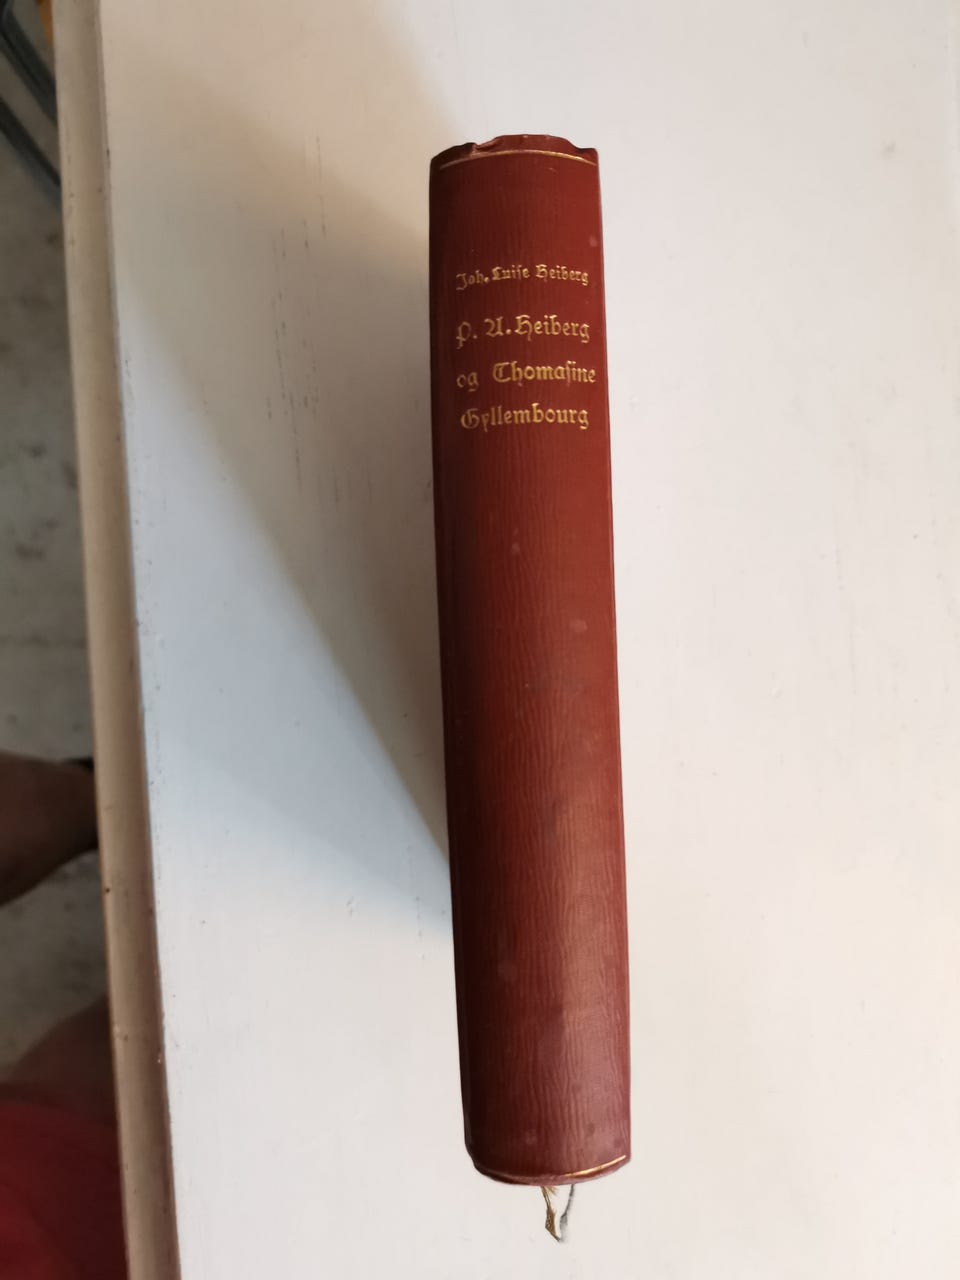 Joh. Luise Heiberg
P. A. Heiberg
og Thomasine
Gyllembourg